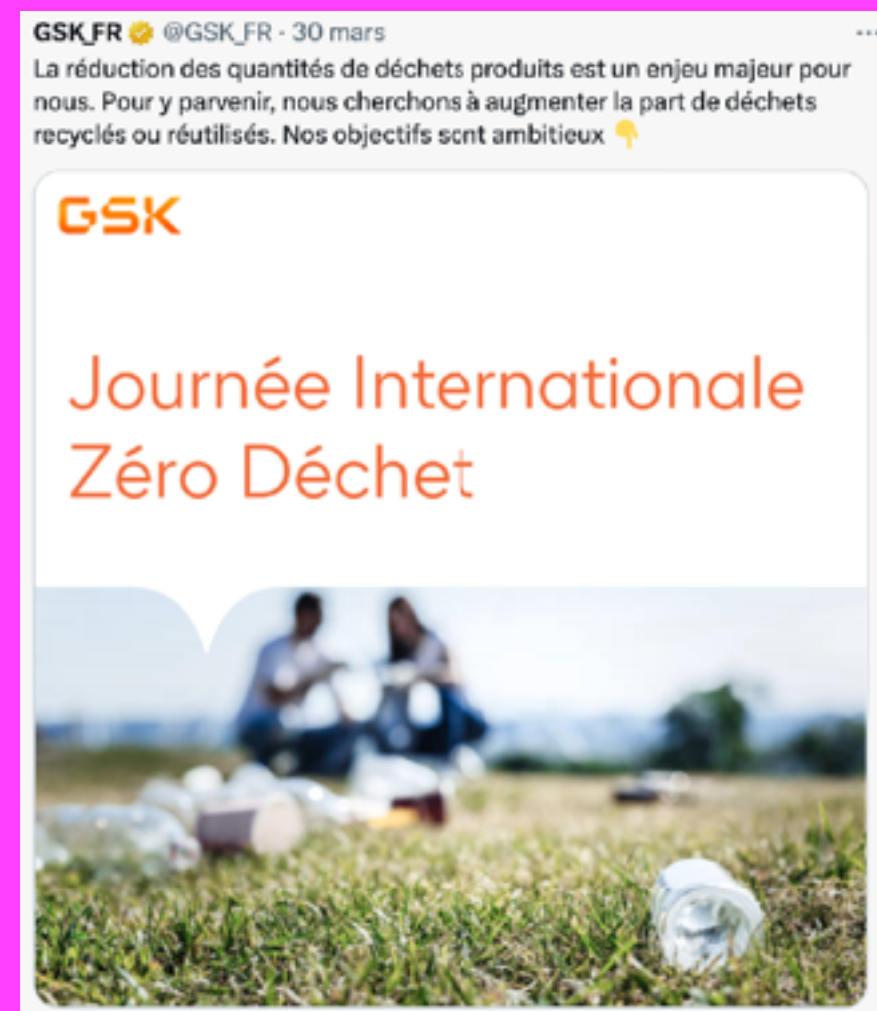 GSK_FR @GSK_FR · 30 mars
La réduction des quantités de déchets produits est un enjeu majeur pour
nous. Pour y parvenir, nous cherchons à augmenter la part de déchets
recyclés ou réutilisés. Nos objectifs sont ambitieux 👇
GSK
Journée Internationale
Zéro Déchet